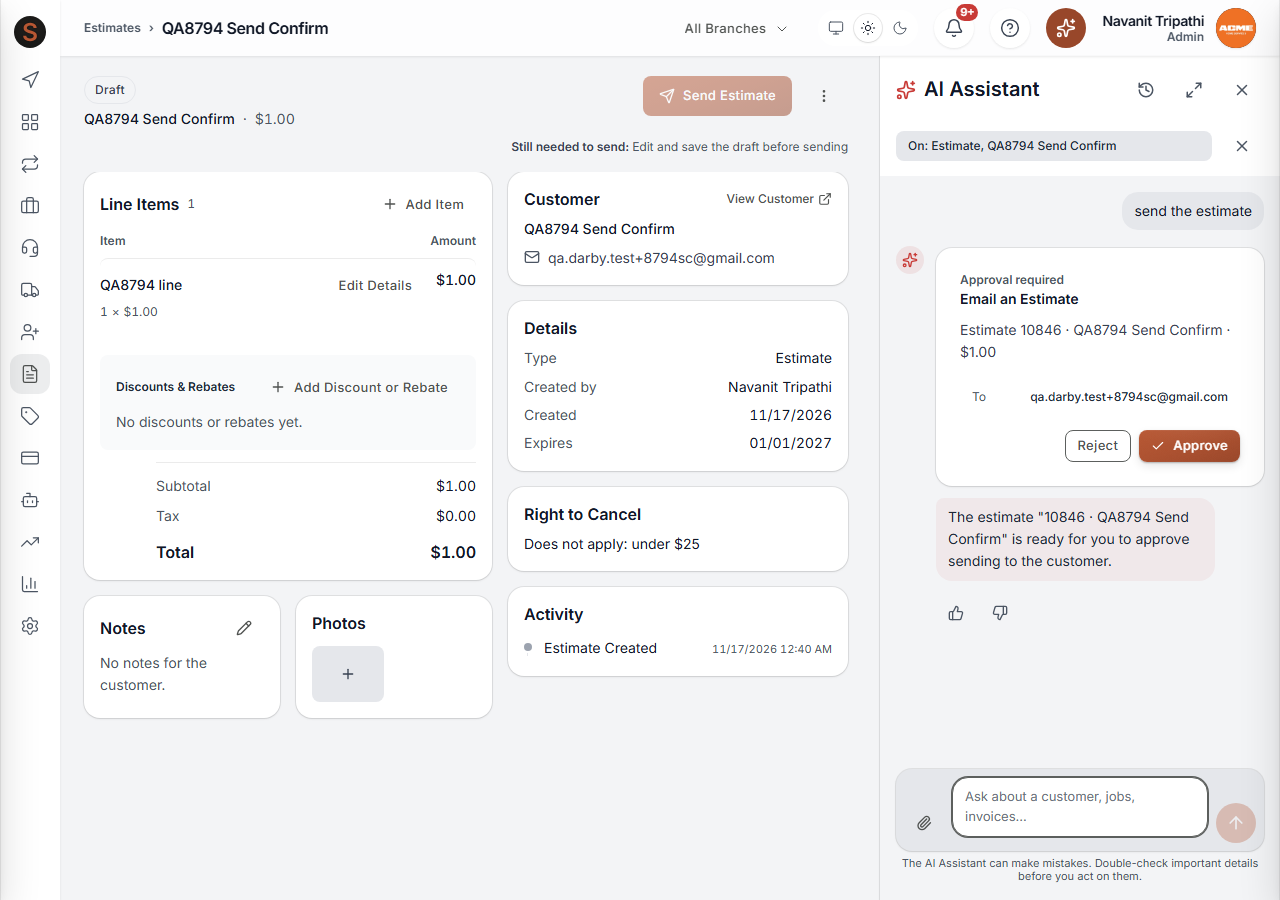 S
Estimates › QA8794 Send Confirm
All Branches
9+
Navanit Tripathi
Admin
ACME
Draft
Send Estimate
QA8794 Send Confirm · $1.00
Still needed to send: Edit and save the draft before sending
Line Items 1
Add Item
Item Amount
QA8794 line Edit Details $1.00
1 × $1.00
Discounts & Rebates
Add Discount or Rebate
No discounts or rebates yet.
Subtotal $1.00
Tax $0.00
Total $1.00
Notes
No notes for the
customer.
Photos
Customer View Customer
QA8794 Send Confirm
qa.darby.test+8794sc@gmail.com
Details
Type Estimate
Created by Navanit Tripathi
Created 11/17/2026
Expires 01/01/2027
Right to Cancel
Does not apply: under $25
Activity
Estimate Created 11/17/2026 12:40 AM
AI Assistant
On: Estimate, QA8794 Send Confirm
send the estimate
Approval required
Email an Estimate
Estimate 10846 · QA8794 Send Confirm ·
$1.00
To qa.darby.test+8794sc@gmail.com
Reject Approve
The estimate "10846 · QA8794 Send
Confirm" is ready for you to approve
sending to the customer.
Ask about a customer, jobs,
invoices...
The AI Assistant can make mistakes. Double-check important details
before you act on them.